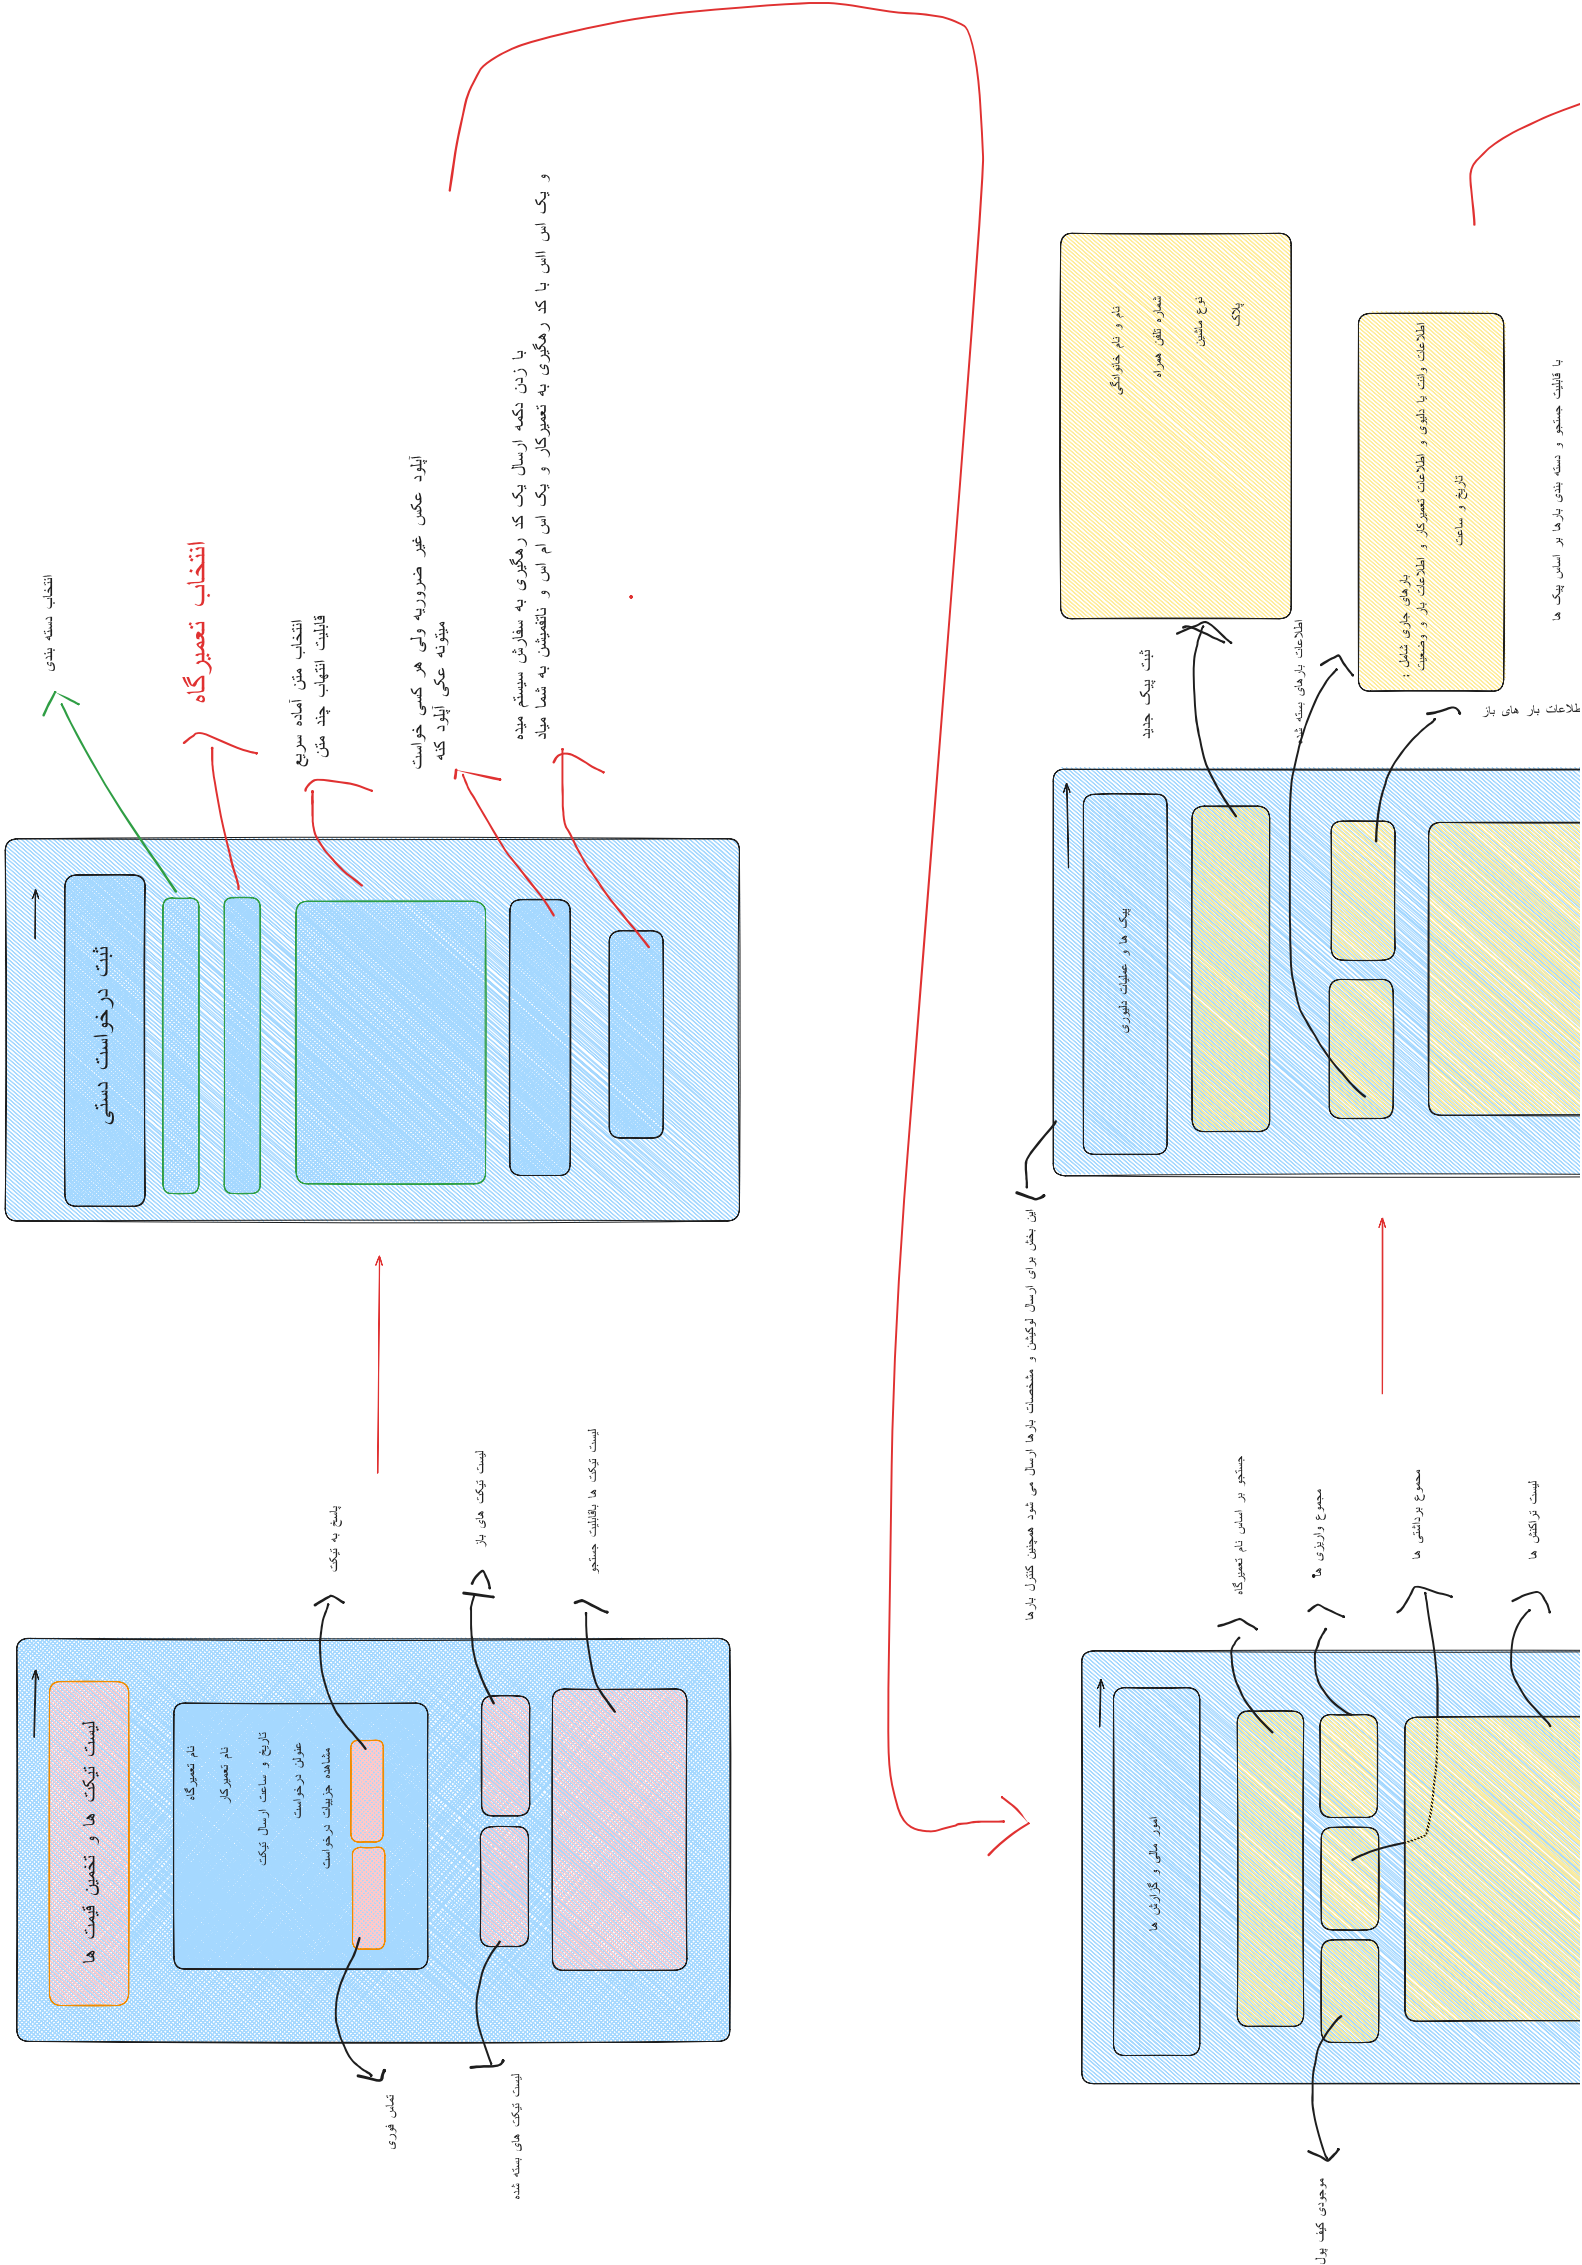 لیست تیکت ها و تخمین قیمت ها
نام تعمیرگاه
نام تعمیرکار
تاریخ و ساعت ارسال تیکت
عنوان درخواست
مشاهده جزییات درخواست
پاسخ به تیکت
تماس فوری
لیست تیکت های باز
لیست تیکت های بسته شده
لیست تیکت ها باقابلیت جستجو
ثبت درخواست دستی
انتخاب دسته بندی
انتخاب تعمیرگاه
انتخاب متن آماده سریع
قابلیت انتهاب چند متن
آپلود عکس غیر ضروریه ولی هر کسی خواست
میتونه عکی آپلود کنه
با زدن دکمه ارسال یک کد رهگیری به سفارش سیستم میده
و یک اس ااس با کد رهگیری به تعمیرکار و یک اس ام اس و ناتفمیشن به شما میاد
امور مالی و گزارش ها
جستجو بر اساس نام تعمیرگاه
مجموع واریزی ها
مجموع برداشتی ها
موجودی کیف پول
لیست تراکنش ها
پیک ها و عملیات دلیوری
این بخش برای ارسال لوکیشن و مشخصات بارها ارسال می شود همچنین کنترل بارها
ثبت پیک جدید
نام و نام خانوادگی
شماره تلفن همراه
نوع ماشین
پلاک
اطلاعات بارهای بسته شده
بارهای جاری شامل :
اطلاعات وانت یا دلیوی و اطلاعات تعمیرکار و اطلاعات بار و وضعیت
تاریخ و ساعت
طلاعات بار های باز
با قابلیت جستجو و دسته بندی بارها بر اساس پیک ها